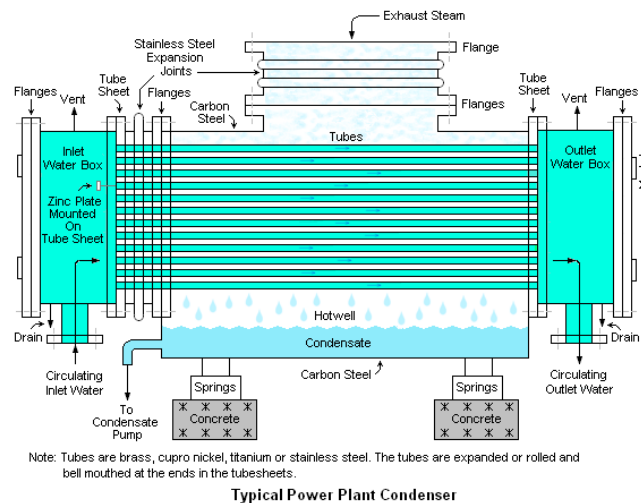 Exhaust Steam
Stainless Steel
Expansion
Joints
Flange
Flanges
Vent
Tube
Sheet
Flanges
Carbon
Steel
Flanges
Tube
Sheet
Vent
Flanges
Tubes
Inlet
Water Box
Outlet
Water Box
Zinc Plate
Mounted
On
Tube Sheet
Hotwell
Drain
Condensate
Drain
Circulating
Inlet Water
Carbon Steel
Circulating
Outlet Water
Springs
Springs
To
Condensate
Pump
Concrete
Concrete
Note: Tubes are brass, cupro nickel, titanium or stainless steel. The tubes are expanded or rolled and
bell mouthed at the ends in the tubesheets.
Typical Power Plant Condenser